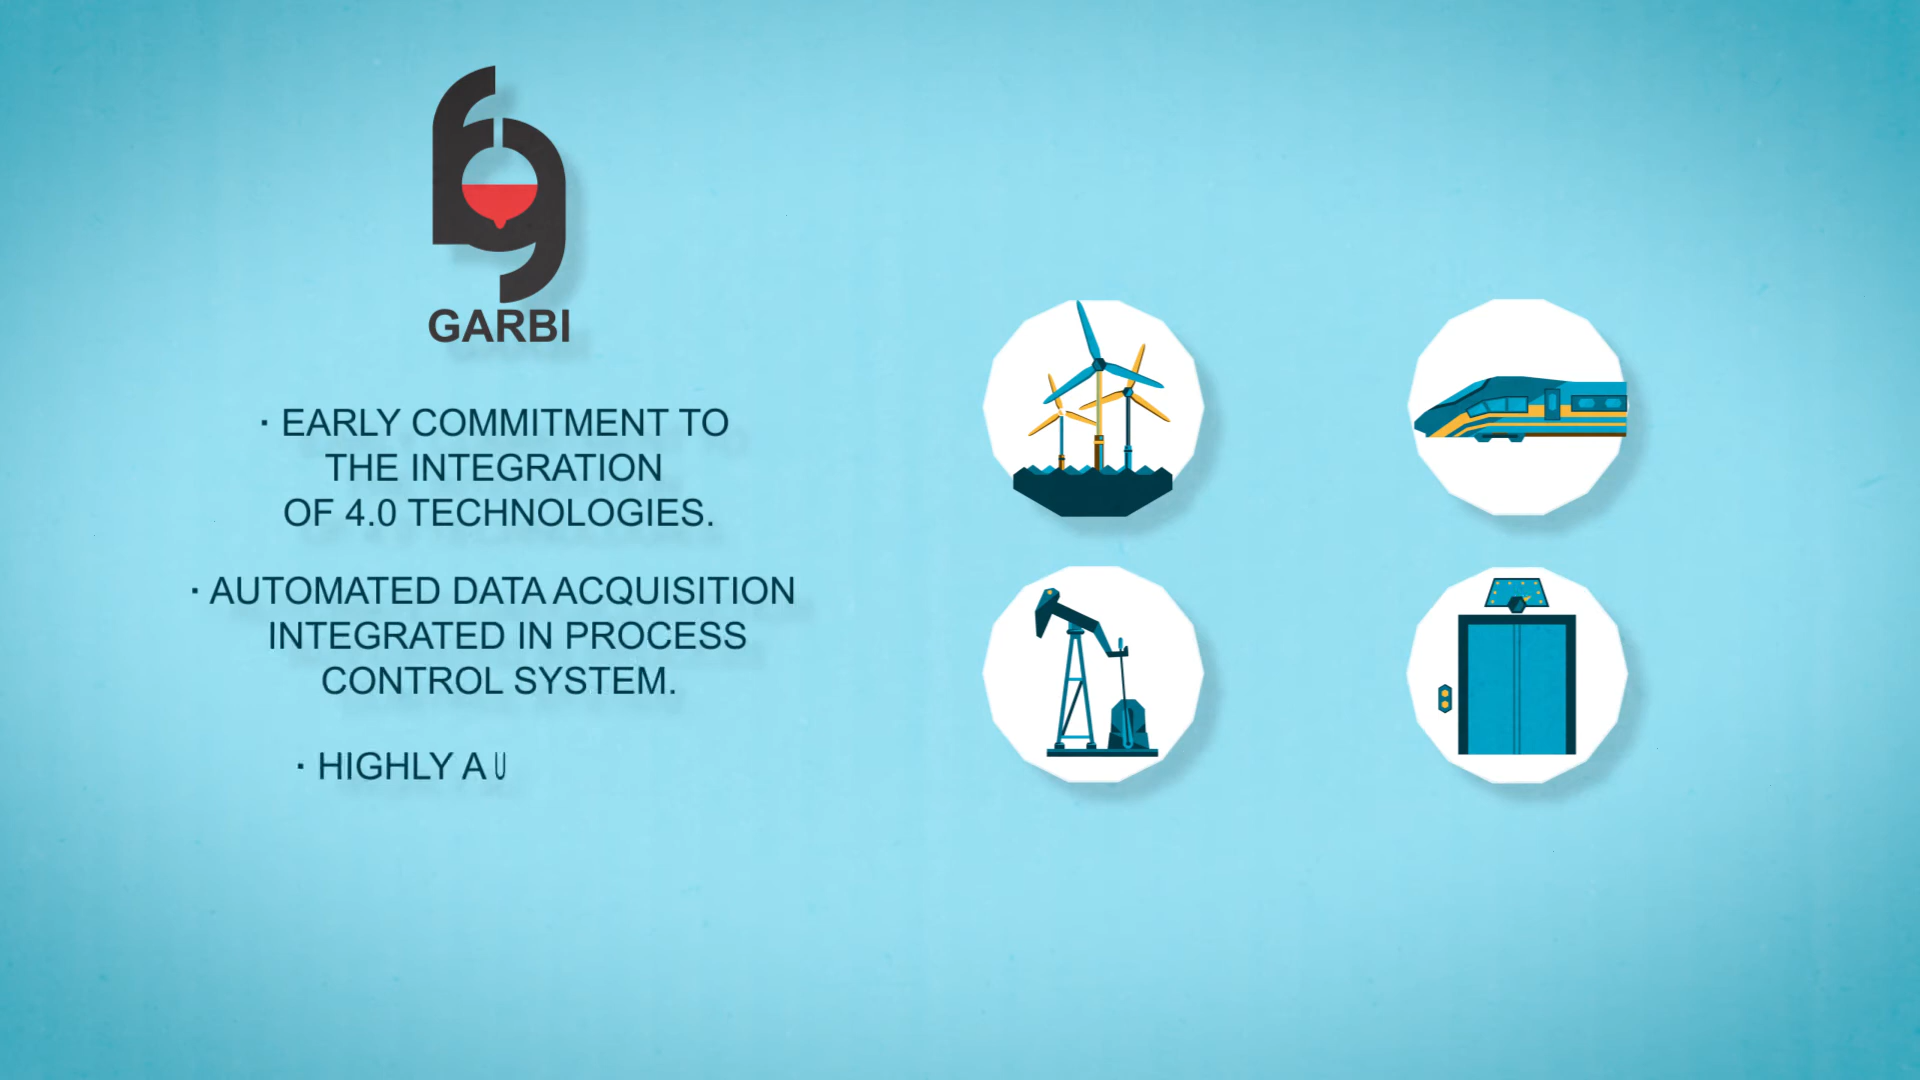 GARBI
· EARLY COMMITMENT TO
THE INTEGRATION
OF 4.0 TECHNOLOGIES.
· AUTOMATED DATA ACQUISITION
INTEGRATED IN PROCESS
CONTROL SYSTEM.
· HIGHLY AU